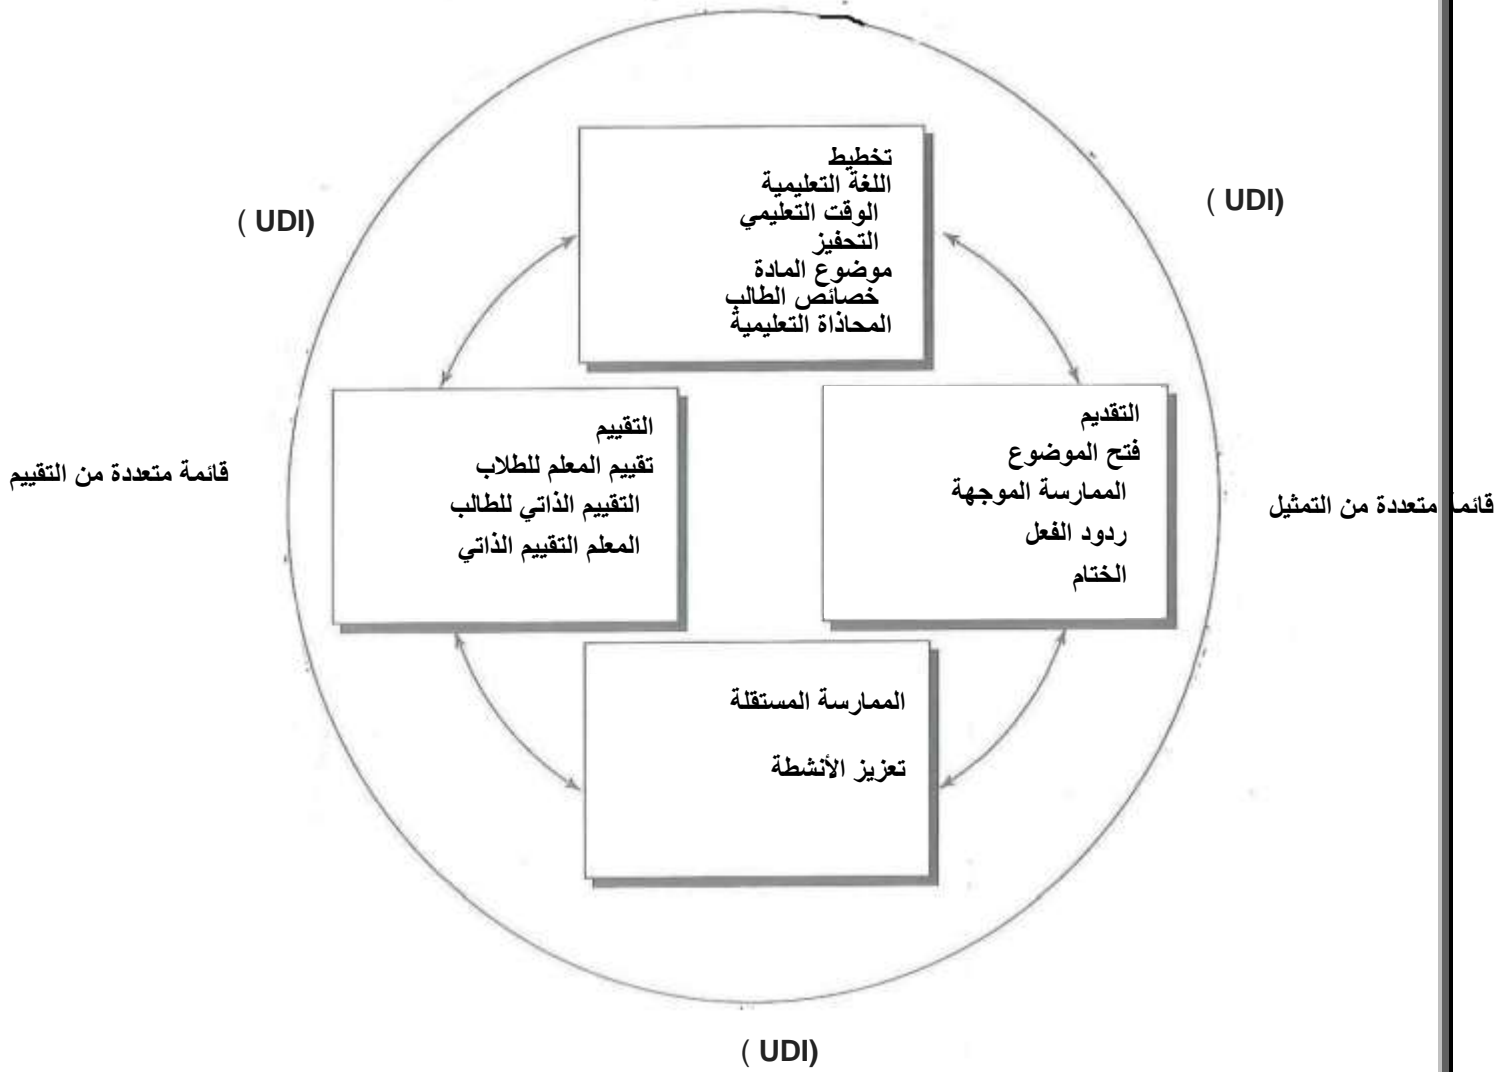 تخطيط
اللغة التعليمية
الوقت التعليمي
التحفيز
موضوع المادة
خصائص الطالب
المحاذاة التعليمية
( UDI)
( UDI)
التقديم
فتح الموضوع
الممارسة الموجهة
ردود الفعل
الختام
قائمة متعددة من التمثيل
التقييم
تقييم المعلم للطلاب
التقييم الذاتي للطالب
المعلم التقييم الذاتي
قائمة متعددة من التقييم
الممارسة المستقلة
تعزيز الأنشطة
( UDI)